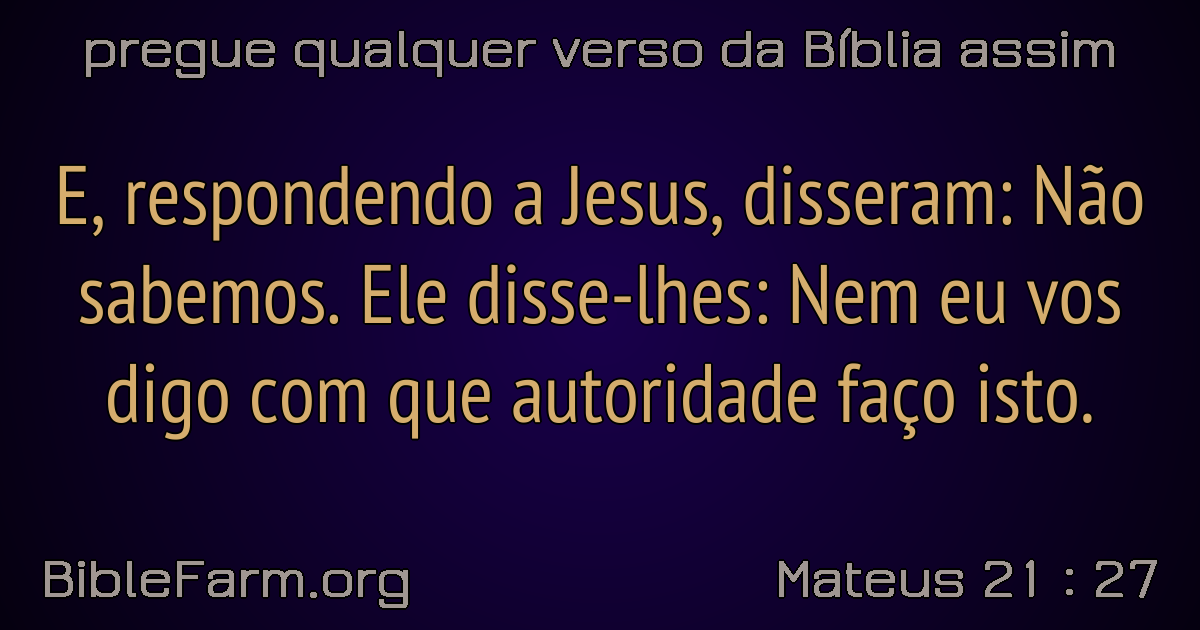 pregue qualquer verso da Bíblia assim
E, respondendo a Jesus, disseram: Não
sabemos. Ele disse-lhes: Nem eu vos
digo com que autoridade faço isto.
BibleFarm.org
Mateus 21 : 27